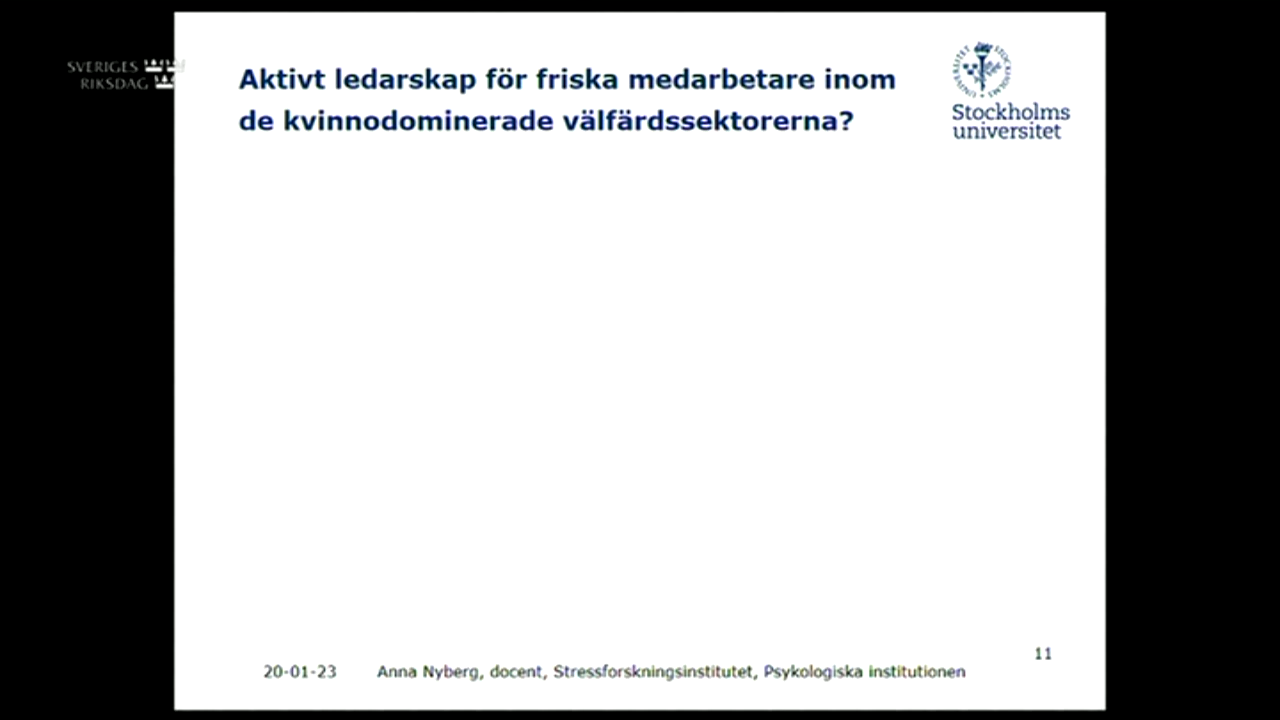 SVERIGES
RIKSDAG
Aktivt ledarskap för friska medarbetare inom
de kvinnodominerade välfärdssektorerna?
Stockholms
universitet
11
20-01-23 Anna Nyberg, docent, Stressforskningsinstitutet, Psykologiska institutionen